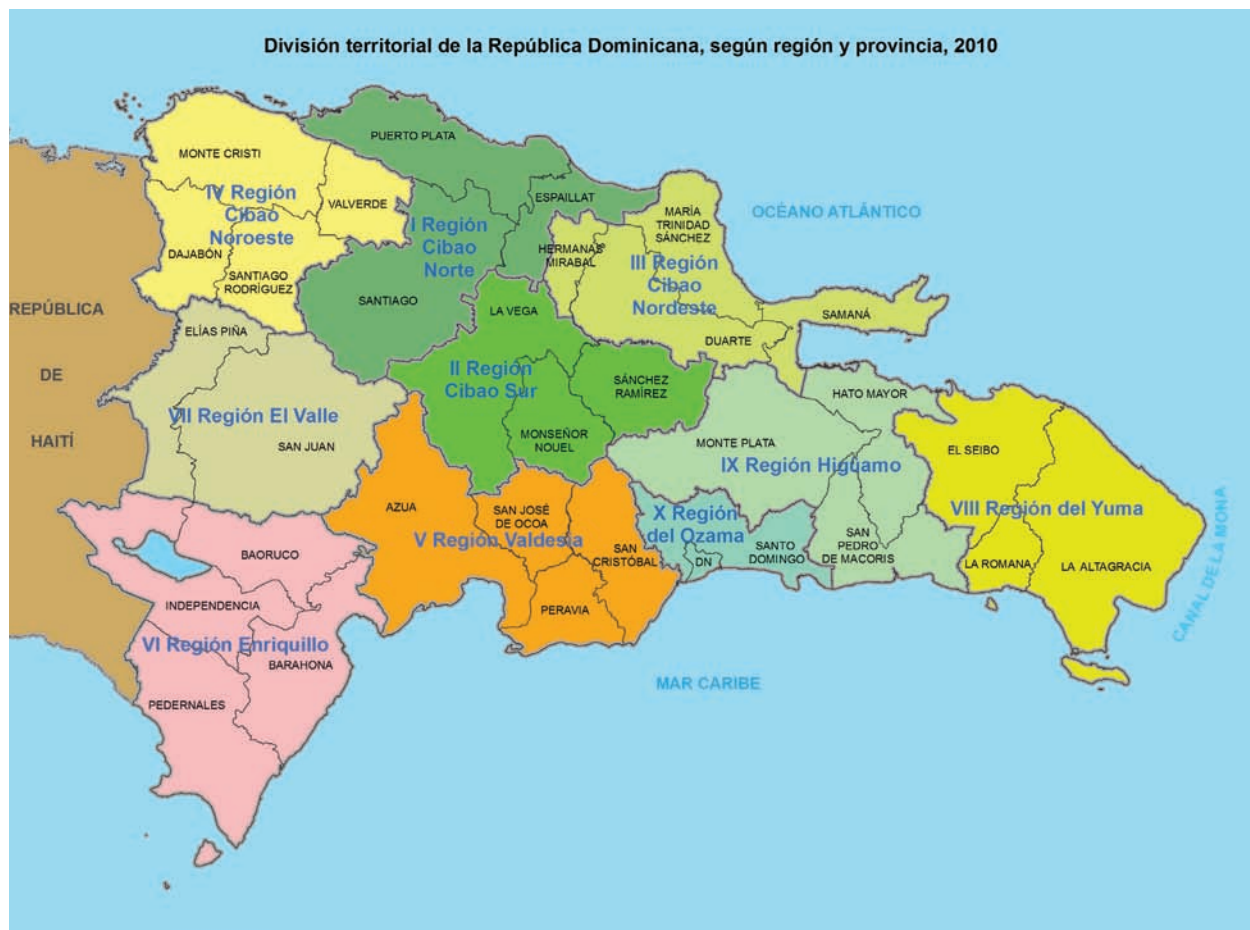 División territorial de la República Dominicana, según región y provincia, 2010
PUERTO PLATA
MONTE CRISTI
IV Región
Cibao
Noroeste
VALVERDE
ESPAILLAT
I Región
Cibao
Norte
MARÍA
TRINIDAD
SÁNCHEZ
OCÉANO ATLÁNTICO
DAJABÓN
SANTIAGO
RODRÍGUEZ
HERMANAS
MIRABAL
III Región
Cibao
Nordeste
SANTIAGO
LA VEGA
SAMANÁ
REPÚBLICA
DE
HAITÍ
ELÍAS PIÑA
DUARTE
II Región
Cibao Sur
SÁNCHEZ
RAMÍREZ
HATO MAYOR
VII Región El Valle
SAN JUAN
MONSEÑOR
NOUEL
MONTE PLATA
IX Región Higuamo
EL SEIBO
AZUA
SAN JOSÉ
DE OCOA
V Región Valdesia
X Región
del Ozama
VIII Región del Yuma
BAORUCO
SAN
CRISTÓBAL
DN
SANTO
DOMINGO
SAN
PEDRO
DE MACORIS
LA ROMANA
LA ALTAGRACIA
CANAL DE LA MONA
INDEPENDENCIA
PERAVIA
VI Región Enriquillo
BARAHONA
MAR CARIBE
PEDERNALES